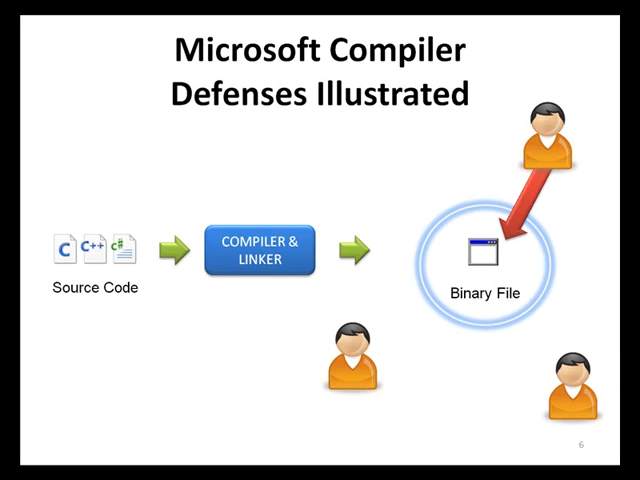 Microsoft Compiler
Defenses Illustrated
C C++ C#
COMPILER &
LINKER
Source Code
Binary File
6